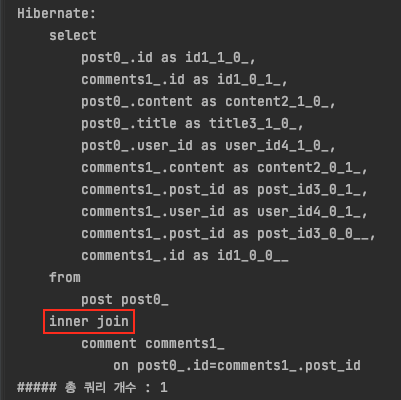 Hibernate:
select
post0_.id as id1_1_0_,
comments1_.id as id1_0_1_,
post0_.content as content2_1_0_,
post0_.title as title3_1_0_,
post0_.user_id as user_id4_1_0_,
comments1_.content as content2_0_1_,
comments1_.post_id as post_id3_0_1_,
comments1_.user_id as user_id4_0_1_,
comments1_.post_id as post_id3_0_0__,
comments1_.id as id1_0_0__
from
post post0_
inner join
comment comments1_
on post0_.id=comments1_.post_id
##### 총 쿼리 개수 : 1